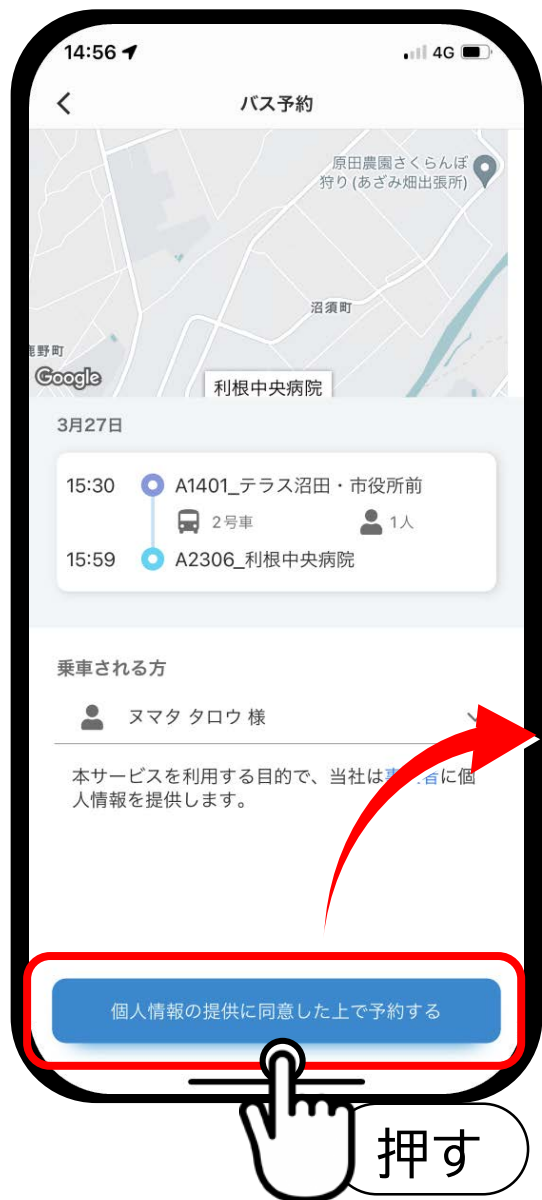 14:56
4G
バス予約
原田農園さくらんぼ
狩り(あざみ畑出張所)
沼須町
野町
Google
利根中央病院
3月27日
15:30 A1401_テラス沼田・市役所前
2号車 1人
15:59 A2306_利根中央病院
乗車される方
ヌマタ タロウ 様
本サービスを利用する目的で、当社は事 者に個
人情報を提供します。
個人情報の提供に同意した上で予約する
押す